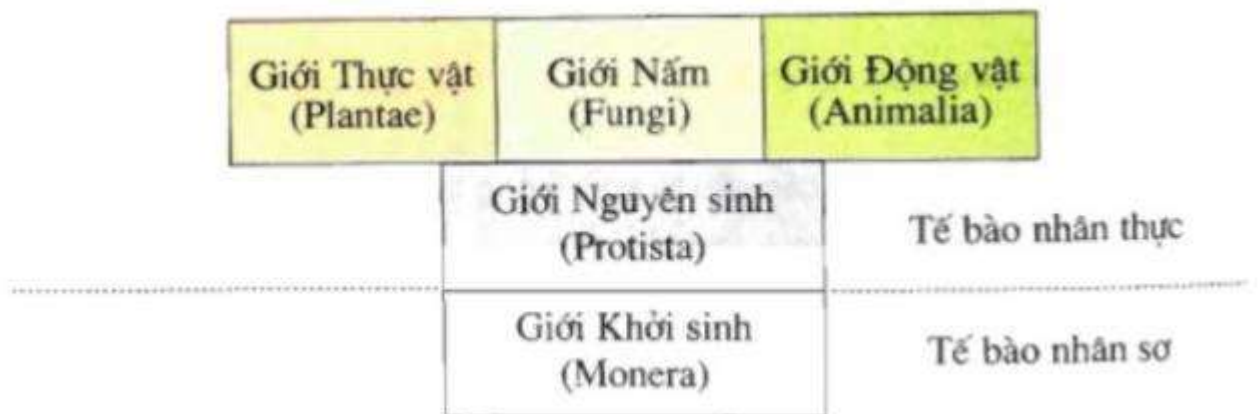 Giới Thực vật
(Plantae)
Giới Nấm
(Fungi)
Giới Động vật
(Animalia)
Giới Nguyên sinh
(Protista)
Tế bào nhân thực
Giới Khởi sinh
(Monera)
Tế bào nhân sơ